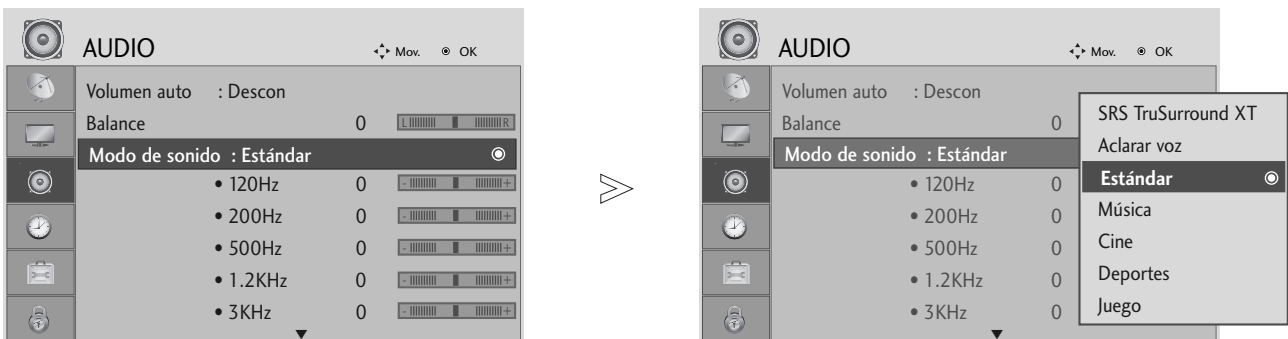 AUDIO
Mov. OK
Volumen auto : Descon
Balance 0 L R
Modo de sonido : Estándar
• 120Hz 0 - +
• 200Hz 0 - +
• 500Hz 0 - +
• 1.2KHz 0 - +
• 3KHz 0 - +
AUDIO
Mov. OK
Volumen auto : Descon
Balance 0
Modo de sonido : Estándar
• 120Hz 0
• 200Hz 0
• 500Hz 0
• 1.2KHz 0
• 3KHz 0
SRS TruSurround XT
Aclarar voz
Estándar
Música
Cine
Deportes
Juego